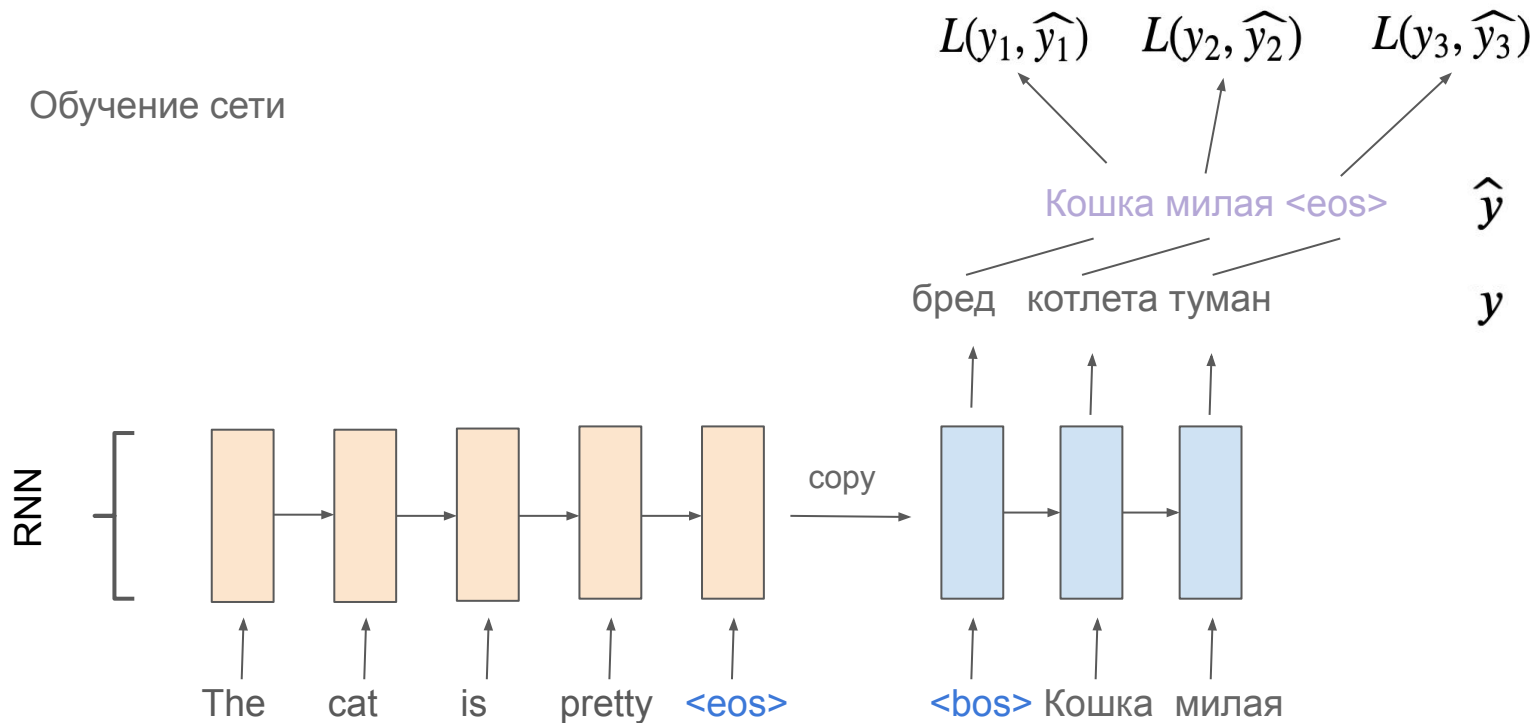 L(y₁, ŷ₁) L(y₂, ŷ₂) L(y₃, ŷ₃)
Обучение сети
Кошка милая <eos> ŷ
бред котлета туман y
RNN
copy
The cat is pretty <eos> <bos> Кошка милая